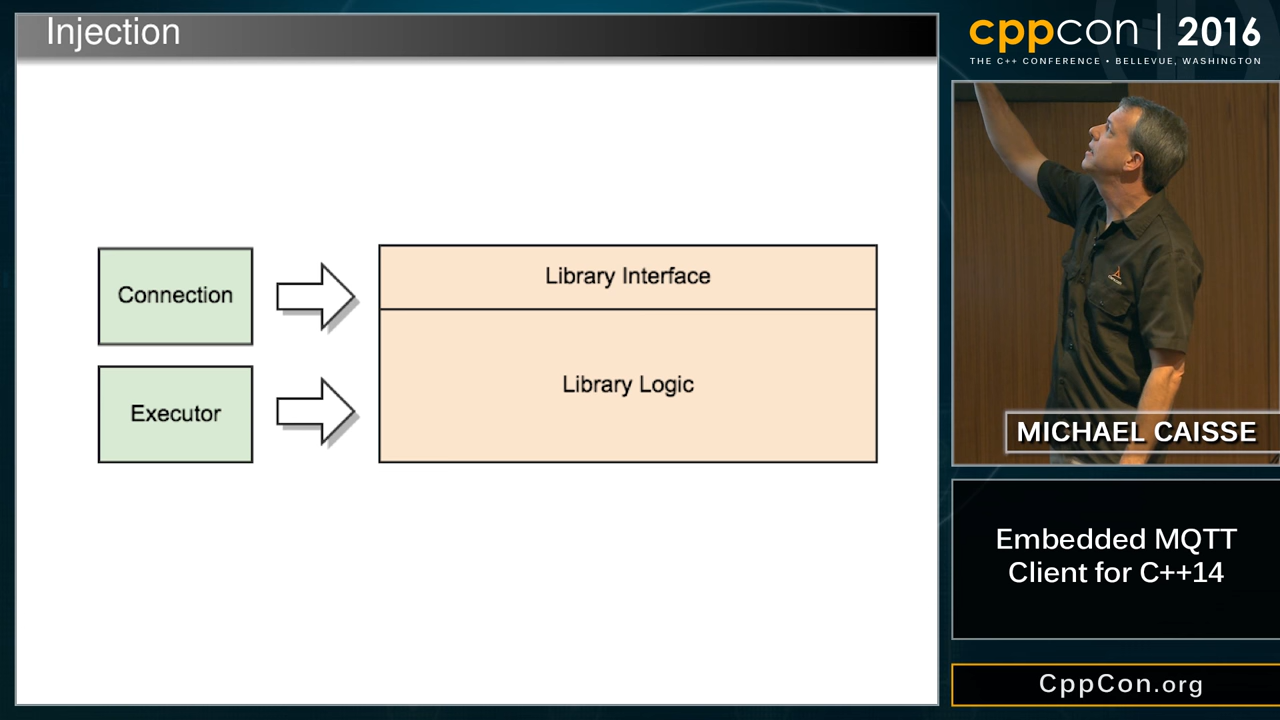 Injection
Connection
Executor
Library Interface
Library Logic
cppcon | 2016
THE C++ CONFERENCE • BELLEVUE, WASHINGTON
MICHAEL CAISSE
Embedded MQTT
Client for C++14
CppCon.org